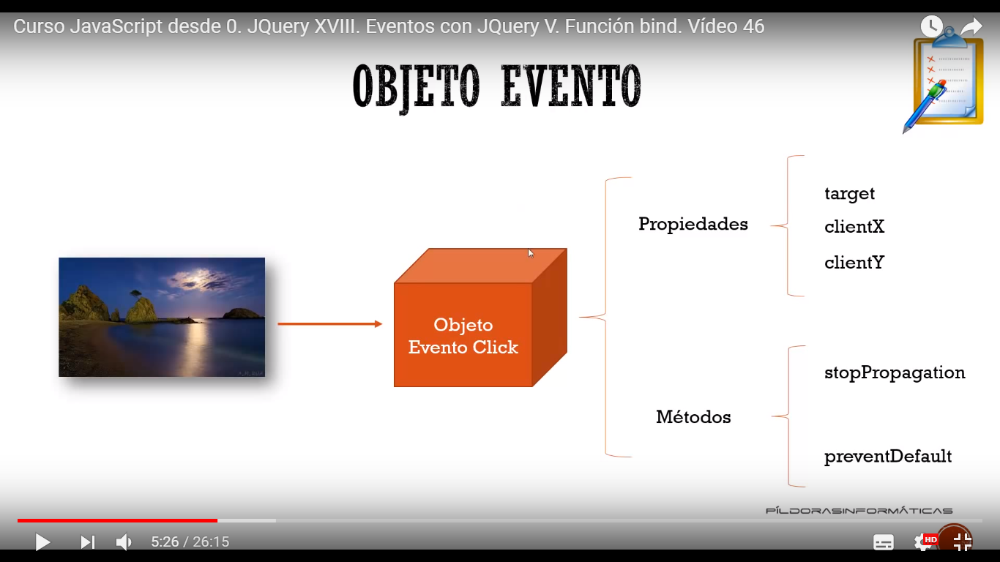 Curso JavaScript desde 0. JQuery XVIII. Eventos con JQuery V. Función bind. Vídeo 46
OBJETO EVENTO
Objeto
Evento Click
Propiedades
target
clientX
clientY
Métodos
stopPropagation
preventDefault
PÍLDORASINFORMÁTICAS
5:26 / 26:15
HD